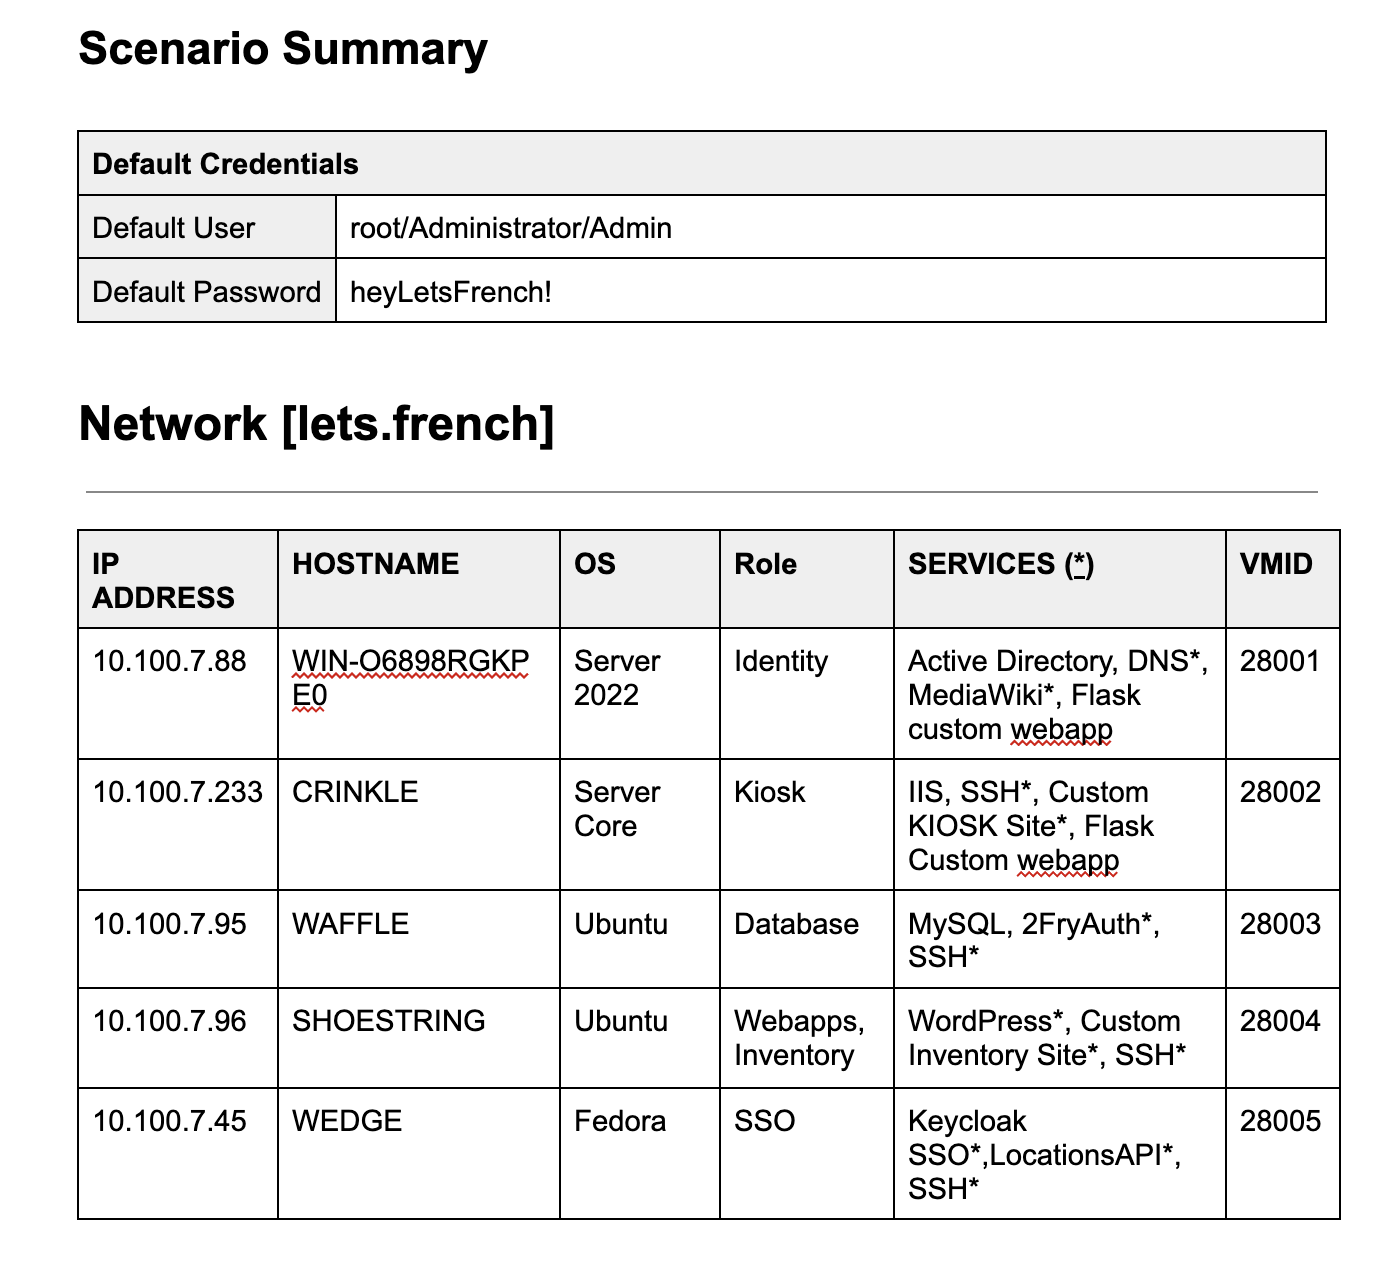 Scenario Summary
Default Credentials
Default User
root/Administrator/Admin
Default Password
heyLetsFrench!
Network [lets.french]
IP
ADDRESS
HOSTNAME
OS
Role
SERVICES (*)
VMID
10.100.7.88
WIN-O6898RGKP
E0
Server
2022
Identity
Active Directory, DNS*,
MediaWiki*, Flask
custom webapp
28001
10.100.7.233
CRINKLE
Server
Core
Kiosk
IIS, SSH*, Custom
KIOSK Site*, Flask
Custom webapp
28002
10.100.7.95
WAFFLE
Ubuntu
Database
MySQL, 2FryAuth*,
SSH*
28003
10.100.7.96
SHOESTRING
Ubuntu
Webapps,
Inventory
WordPress*, Custom
Inventory Site*, SSH*
28004
10.100.7.45
WEDGE
Fedora
SSO
Keycloak
SSO*,LocationsAPI*,
SSH*
28005